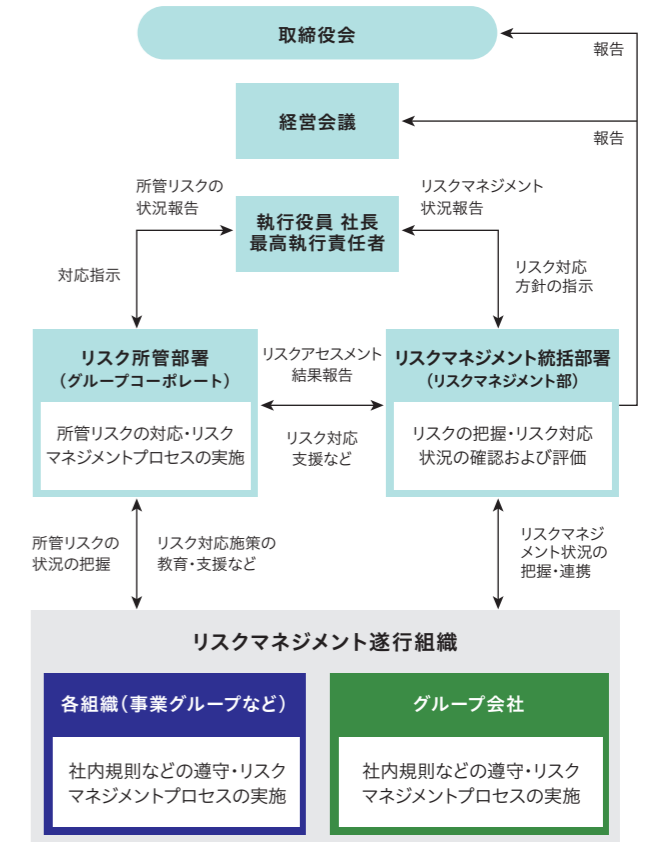 取締役会
報告
経営会議
報告
所管リスクの
状況報告
リスクマネジメント
状況報告
執行役員 社長
最高執行責任者
対応指示
リスク対応
方針の指示
リスク所管部署
（グループコーポレート）
所管リスクの対応・リスク
マネジメントプロセスの実施
リスクアセスメント
結果報告
リスク対応
支援など
リスクマネジメント統括部署
（リスクマネジメント部）
リスクの把握・リスク対応
状況の確認および評価
所管リスクの
状況の把握
リスク対応施策の
教育・支援など
リスクマネジ
メント状況の
把握・連携
リスクマネジメント遂行組織
各組織（事業グループなど）
社内規則などの遵守・リスク
マネジメントプロセスの実施
グループ会社
社内規則などの遵守・リスク
マネジメントプロセスの実施